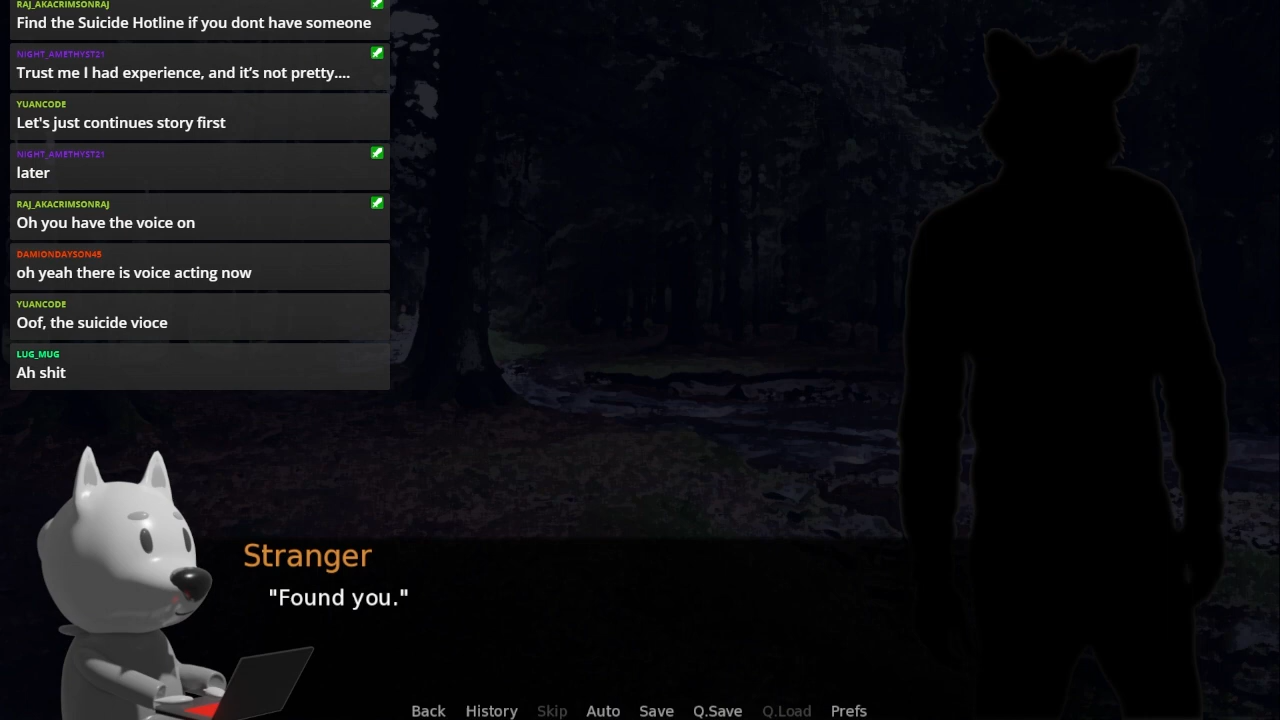 RAJ_AKACRIMSONRAJ
Find the Suicide Hotline if you dont have someone
NIGHT_AMETHYST21
Trust me I had experience, and it’s not pretty....
YUANCODE
Let's just continues story first
NIGHT_AMETHYST21
later
RAJ_AKACRIMSONRAJ
Oh you have the voice on
DAMIONDAYSON45
oh yeah there is voice acting now
YUANCODE
Oof, the suicide vioce
LUG_MUG
Ah shit
Stranger
"Found you."
Back History Skip Auto Save Q.Save Q.Load Prefs